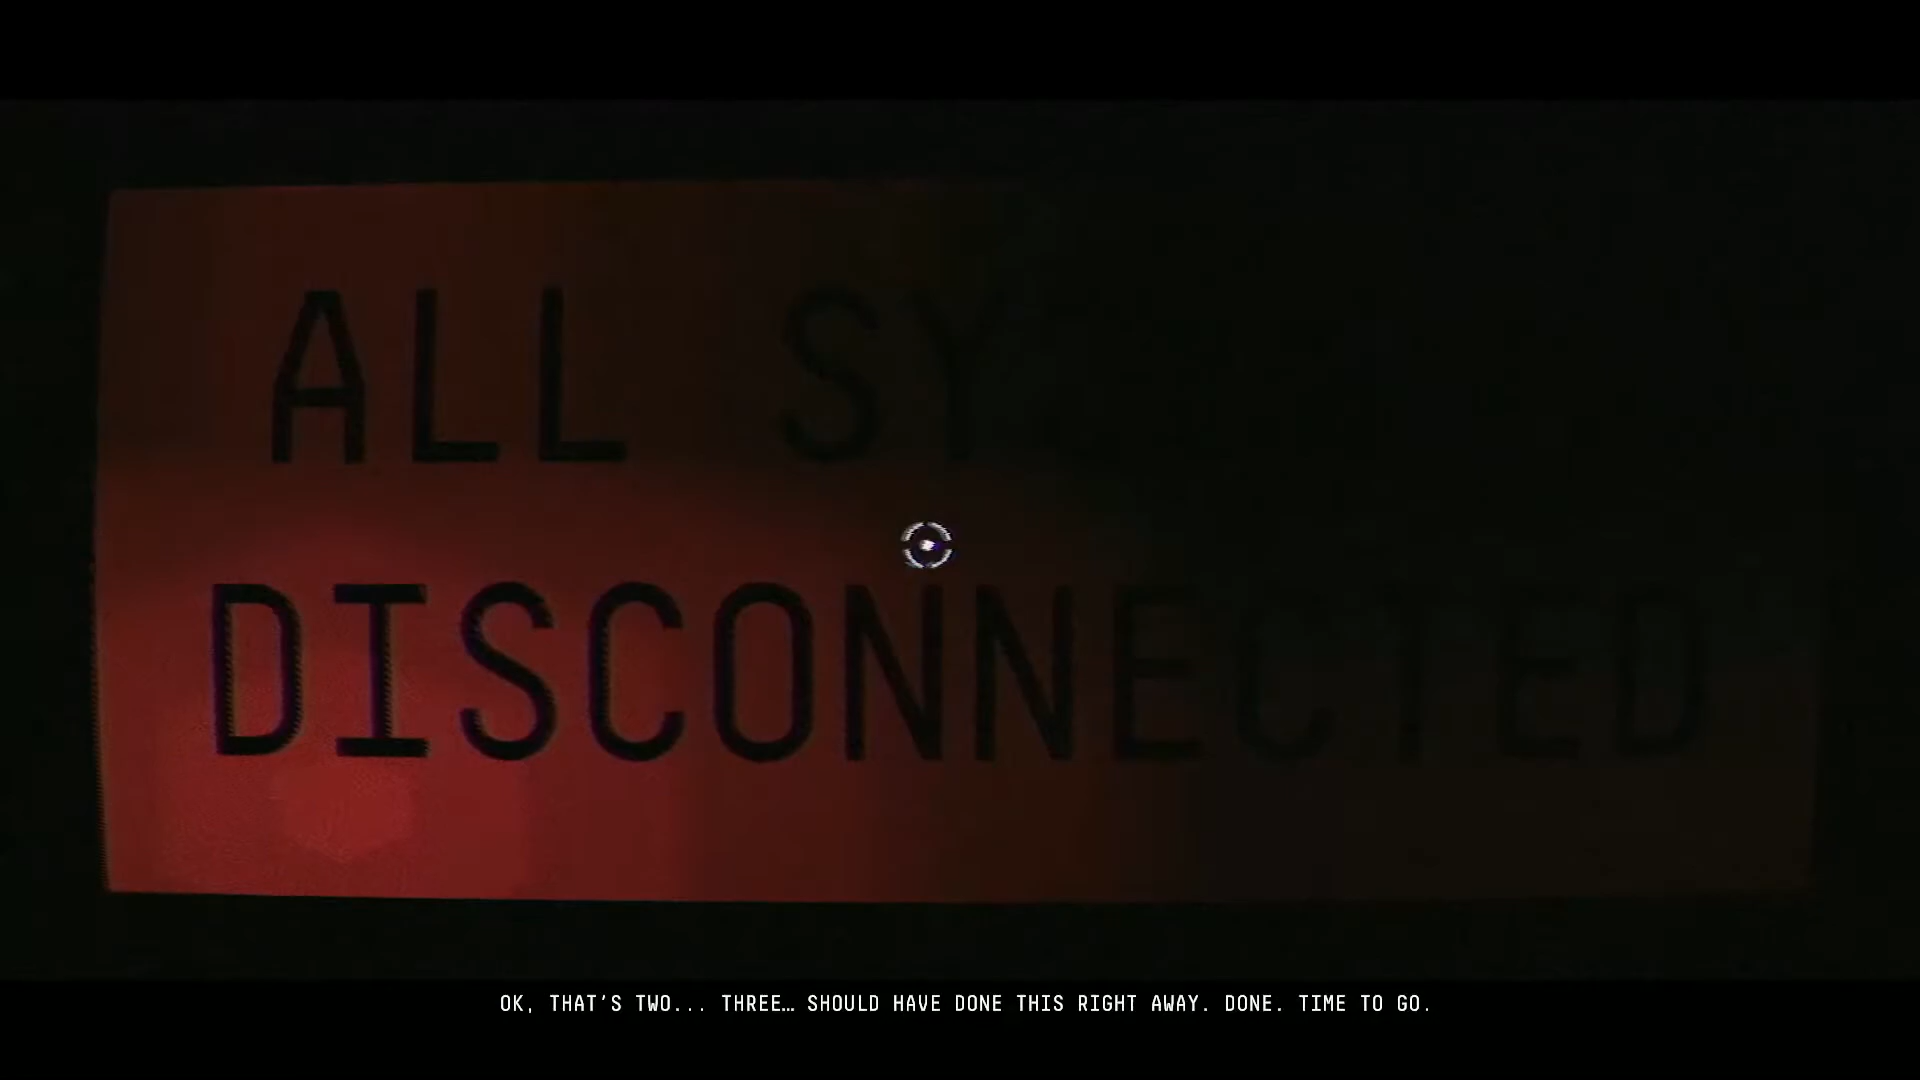 ALL SY
DISCONNECTED
OK, THAT'S TWO... THREE… SHOULD HAVE DONE THIS RIGHT AWAY. DONE. TIME TO GO.